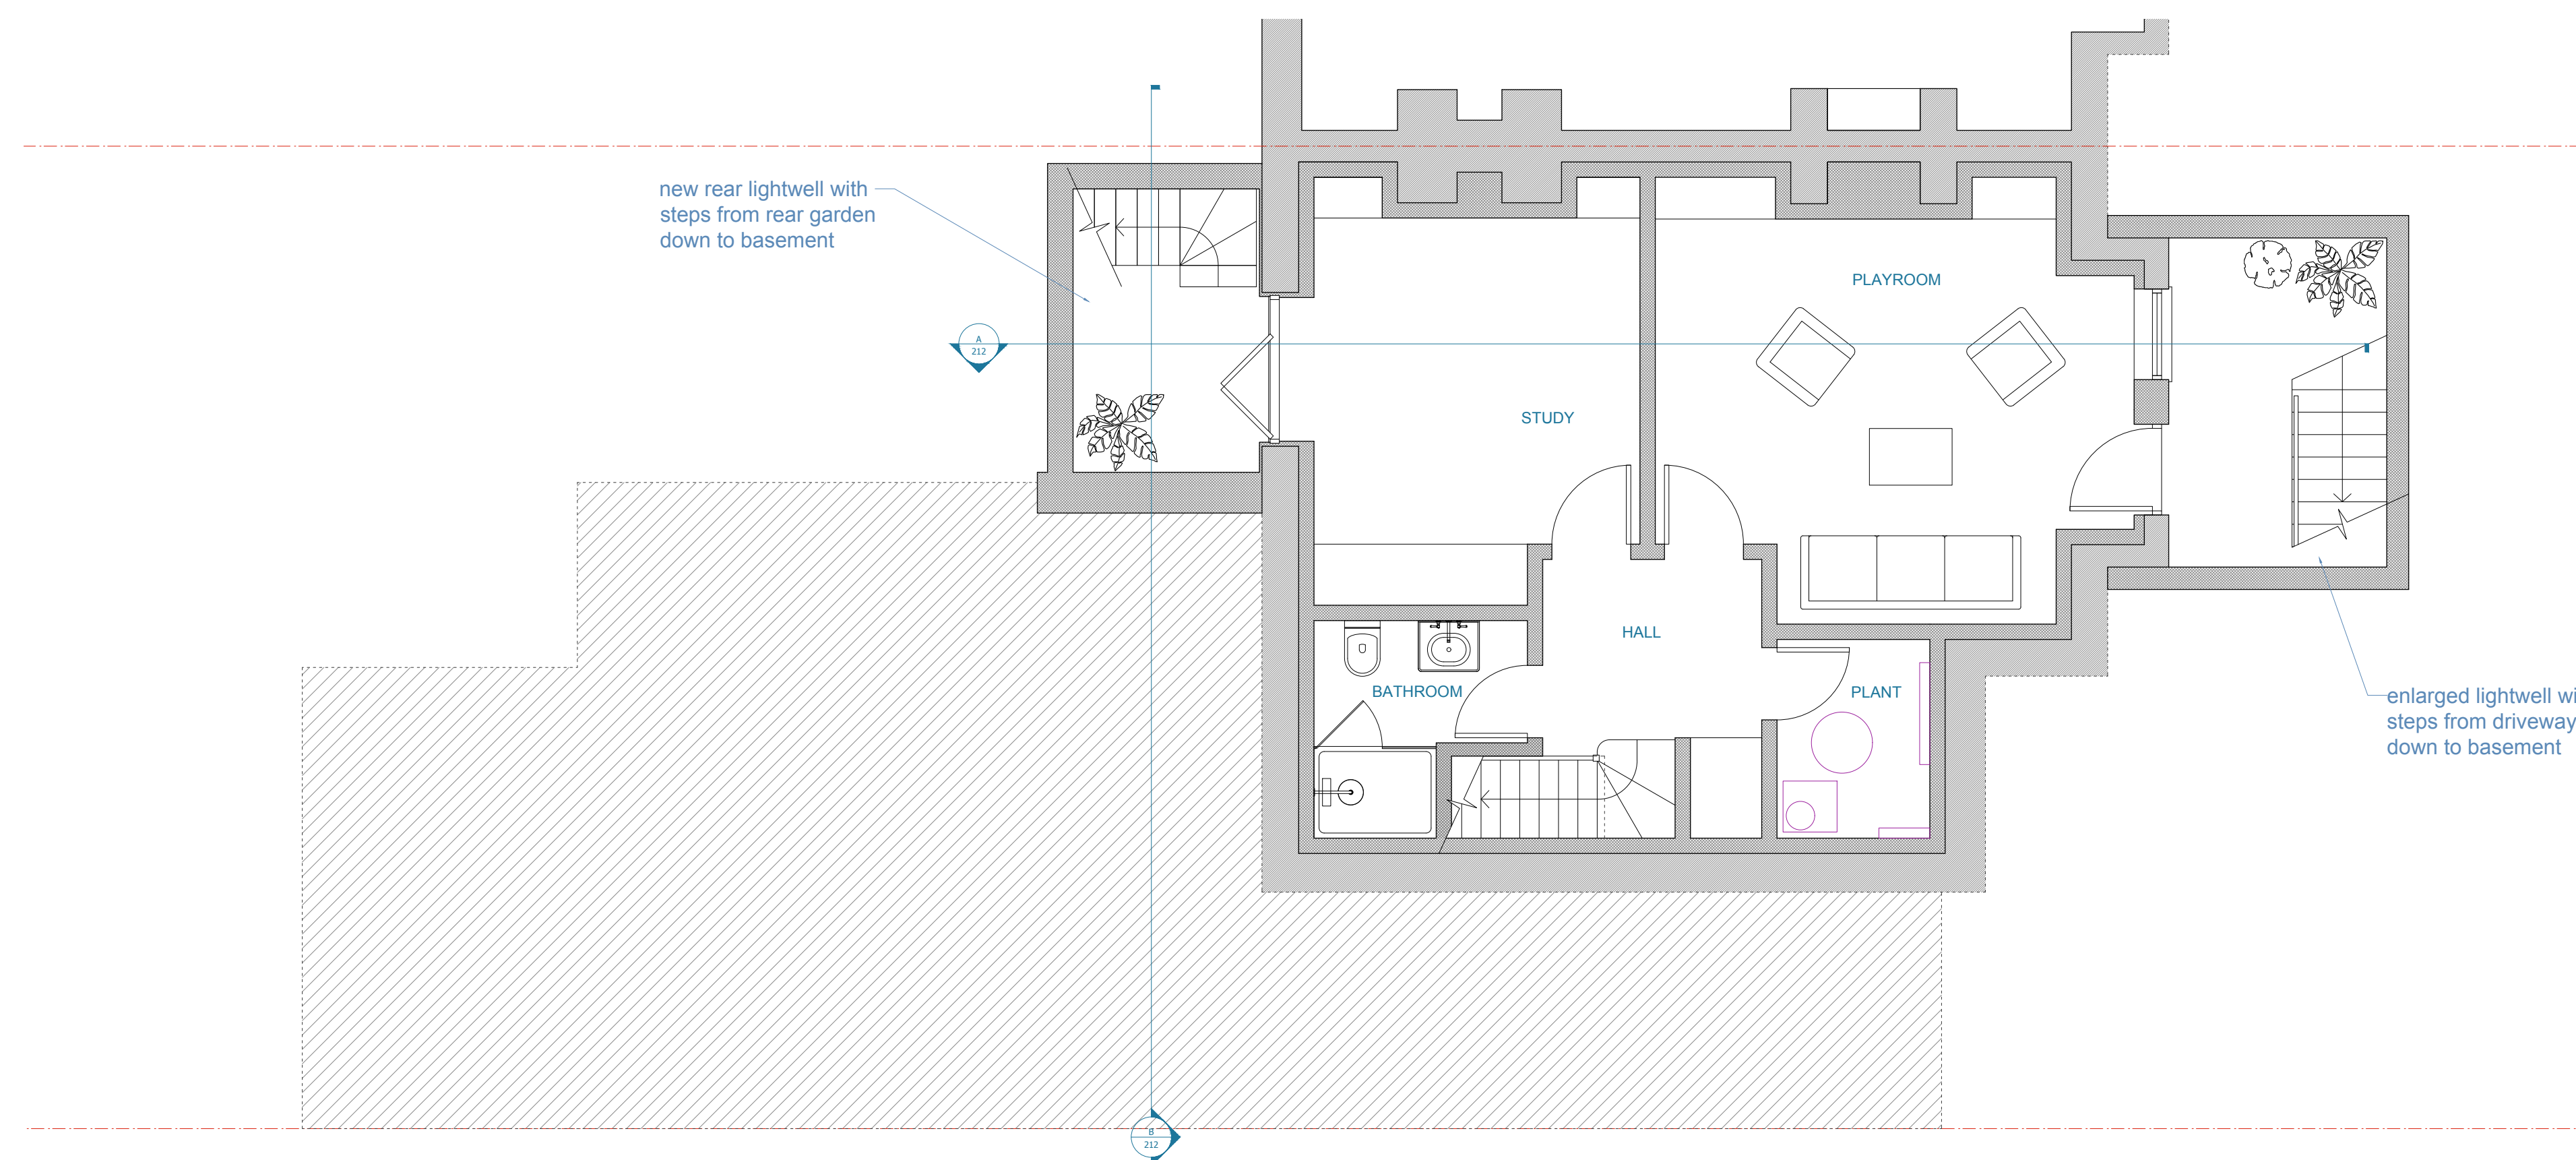 new rear lightwell with
steps from rear garden
down to basement
PLAYROOM
A
212
STUDY
HALL
BATHROOM
PLANT
enlarged lightwell wi
steps from driveway
down to basement
B
212